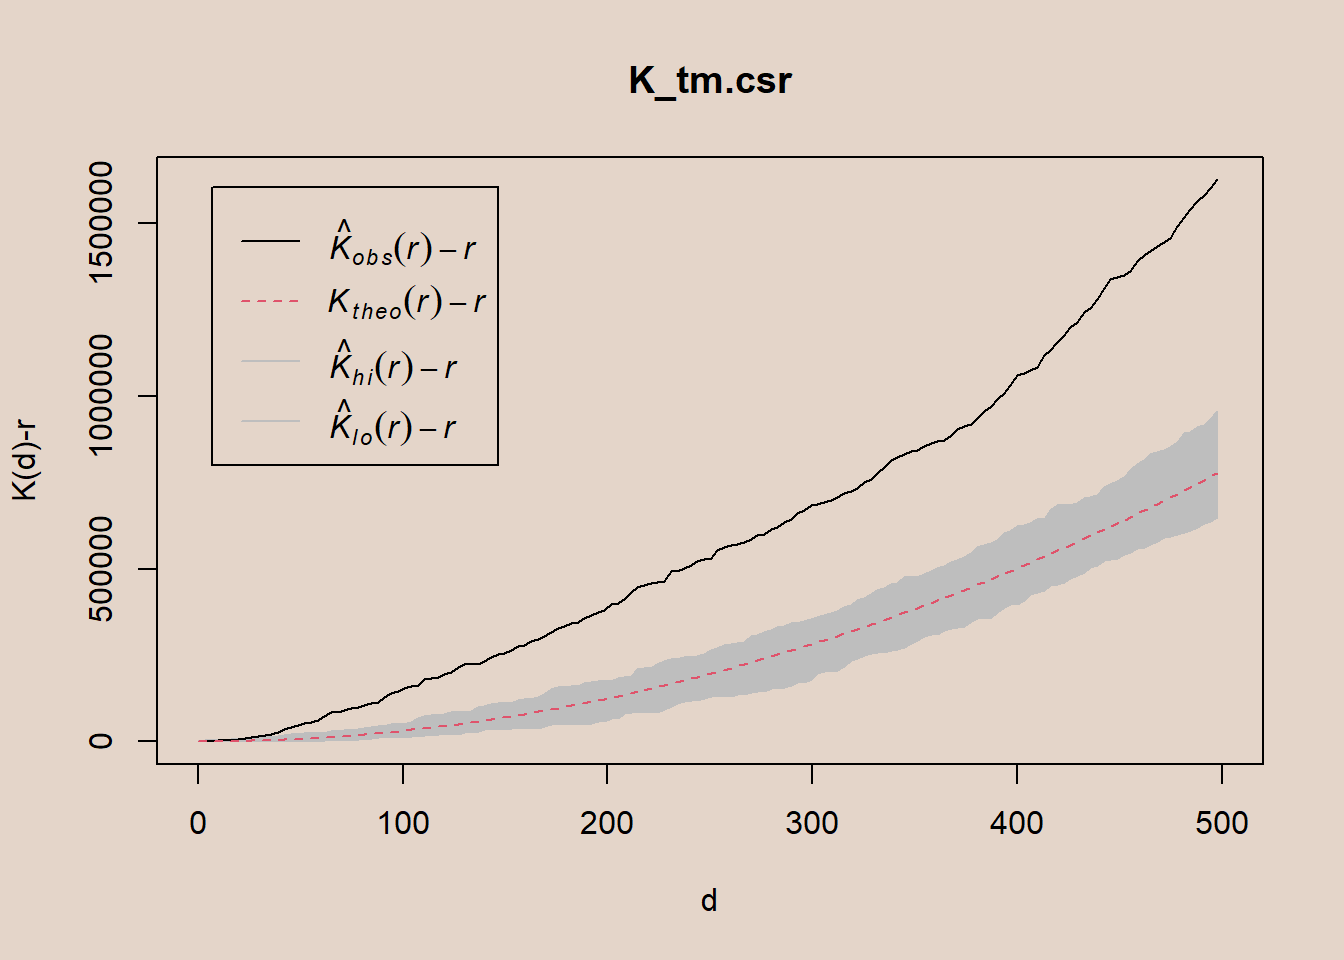 K_tm.csr
K̂obs(r) − r
Ktheo(r) − r
K̂hi(r) − r
K̂lo(r) − r
K(d)-r
1500000
1000000
500000
0
0 100 200 300 400 500
d